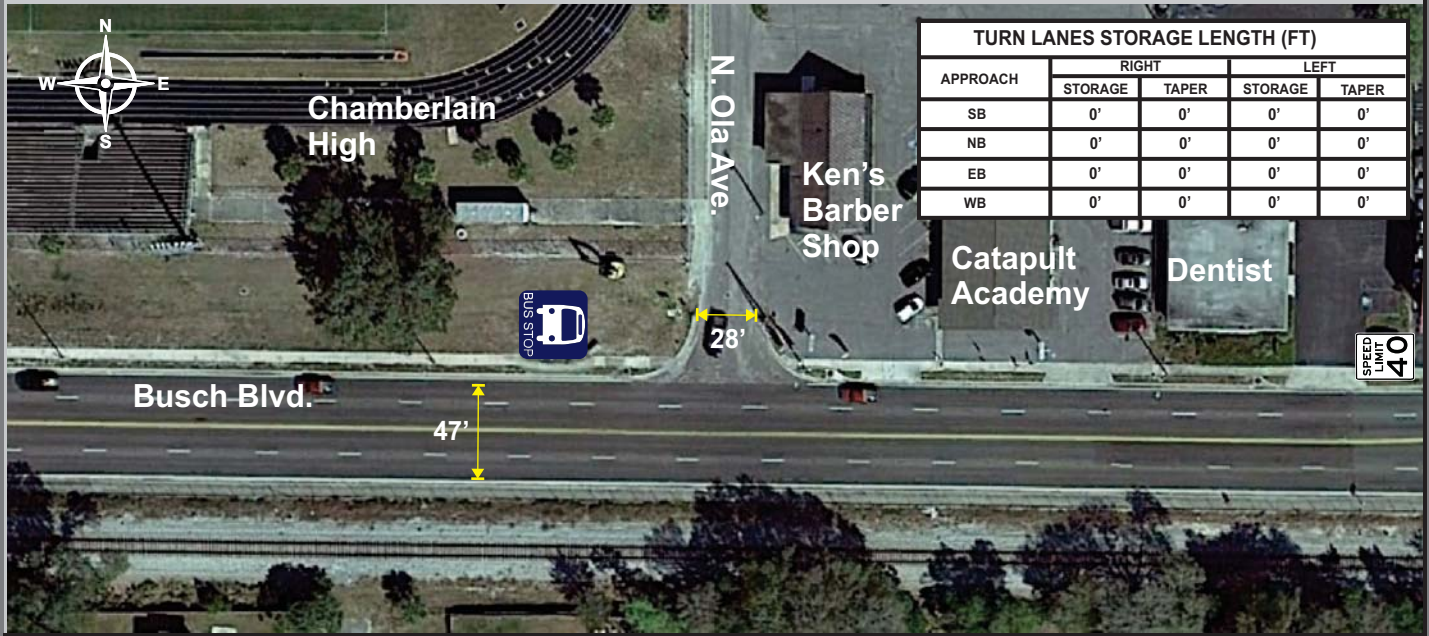 N
W E
S
Chamberlain
High
N. Ola Ave.
Ken's
Barber
Shop
Catapult
Academy
Dentist
BUS STOP
28'
Busch Blvd.
47'
SPEED
LIMIT
40
TURN LANES STORAGE LENGTH (FT)
APPROACH RIGHT LEFT
STORAGE TAPER STORAGE TAPER
SB 0' 0' 0' 0'
NB 0' 0' 0' 0'
EB 0' 0' 0' 0'
WB 0' 0' 0' 0'